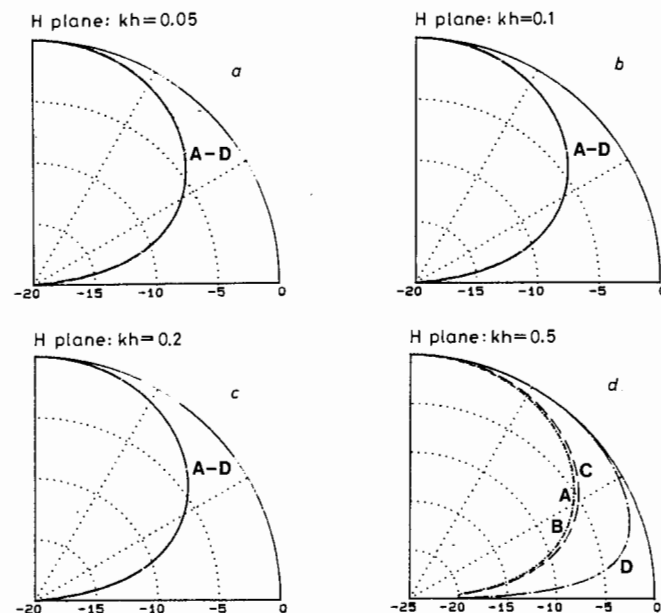 H plane: kh=0.05
a
A-D
-20 -15 -10 -5 0
H plane: kh=0.1
b
A-D
-20 -15 -10 -5 0
H plane: kh=0.2
c
A-D
-20 -15 -10 -5 0
H plane: kh=0.5
d
C
A
B
D
-25 -20 -15 -10 -5 0